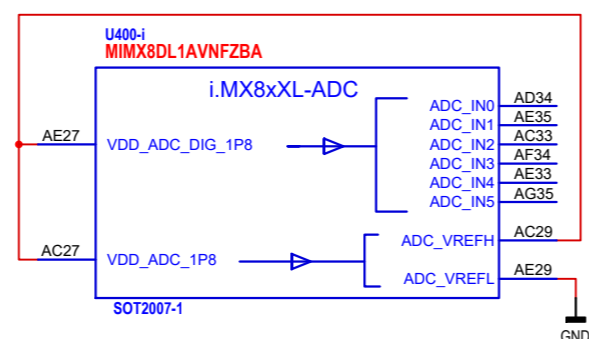 U400-i
MIMX8DL1AVNFZBA
i.MX8xXL-ADC
ADC_IN0 AD34
ADC_IN1 AE35
AE27 VDD_ADC_DIG_1P8 ADC_IN2 AC33
ADC_IN3 AF34
ADC_IN4 AE33
ADC_IN5 AG35
ADC_VREFH AC29
AC27 VDD_ADC_1P8
ADC_VREFL AE29
SOT2007-1
GND